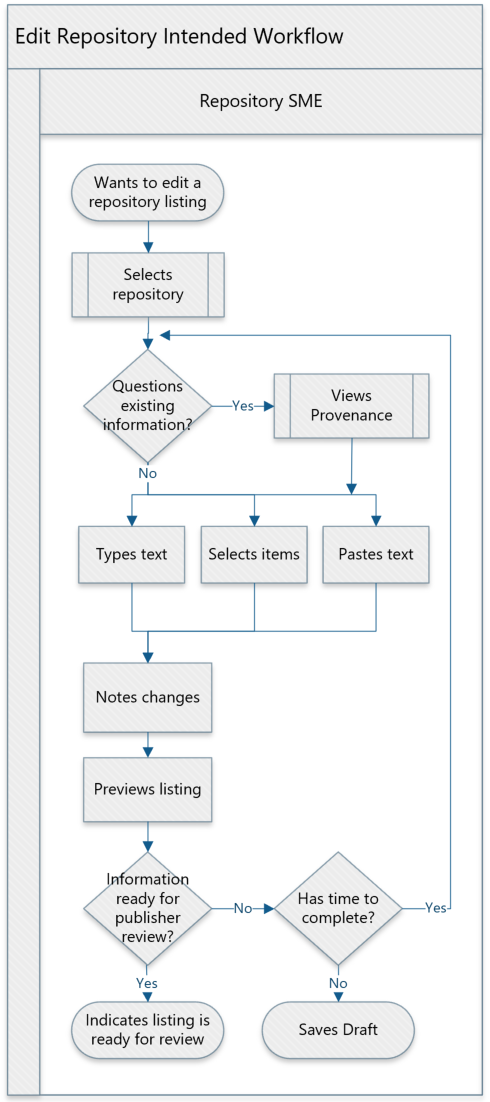 Edit Repository Intended Workflow
Repository SME
Wants to edit a
repository listing
Selects
repository
Questions
existing
information?
Yes
Views
Provenance
No
Types text
Selects items
Pastes text
Notes changes
Previews listing
Information
ready for
publisher
review?
No
Has time to
complete?
Yes
Yes
No
Indicates listing is
ready for review
Saves Draft